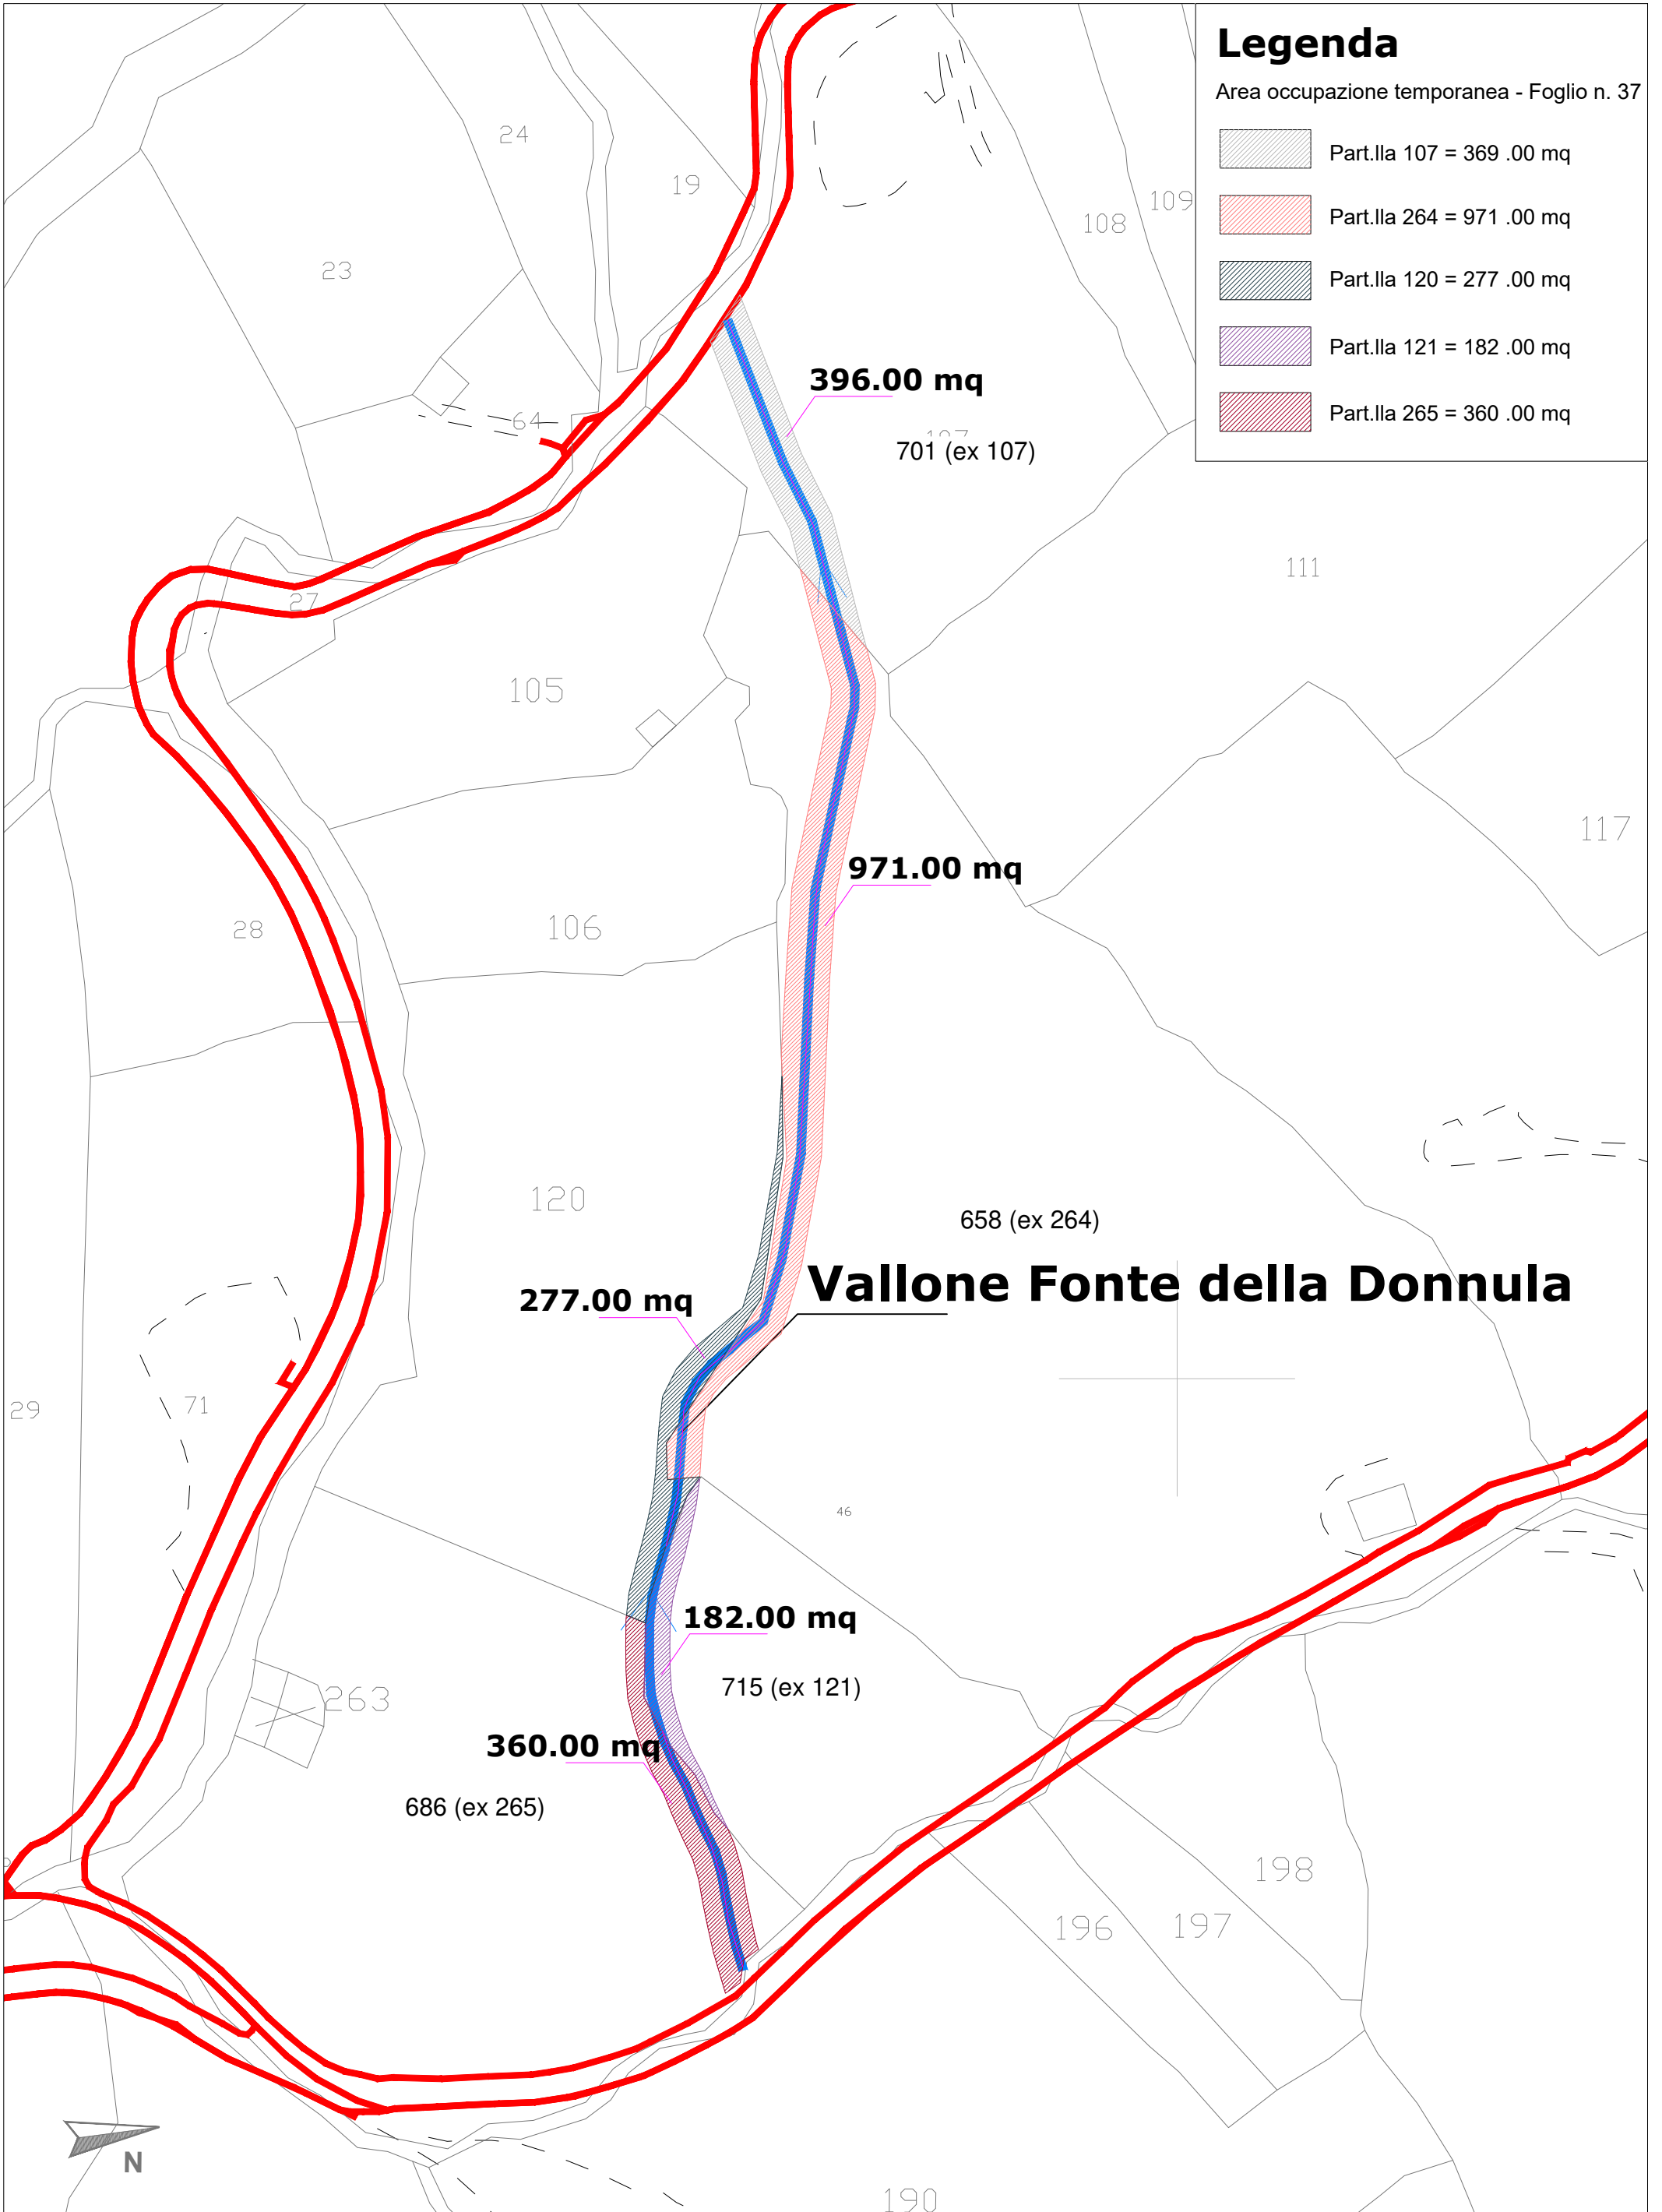 Legenda
Area occupazione temporanea - Foglio n. 37
Part.lla 107 = 369 .00 mq
Part.lla 264 = 971 .00 mq
Part.lla 120 = 277 .00 mq
Part.lla 121 = 182 .00 mq
Part.lla 265 = 360 .00 mq
24
19
109
108
23
396.00 mq
64
701 (ex 107)
111
27
105
117
971.00 mq
106
28
120
658 (ex 264)
Vallone Fonte della Donnula
277.00 mq
71
29
46
182.00 mq
715 (ex 121)
263
360.00 mq
686 (ex 265)
198
196
197
N
190